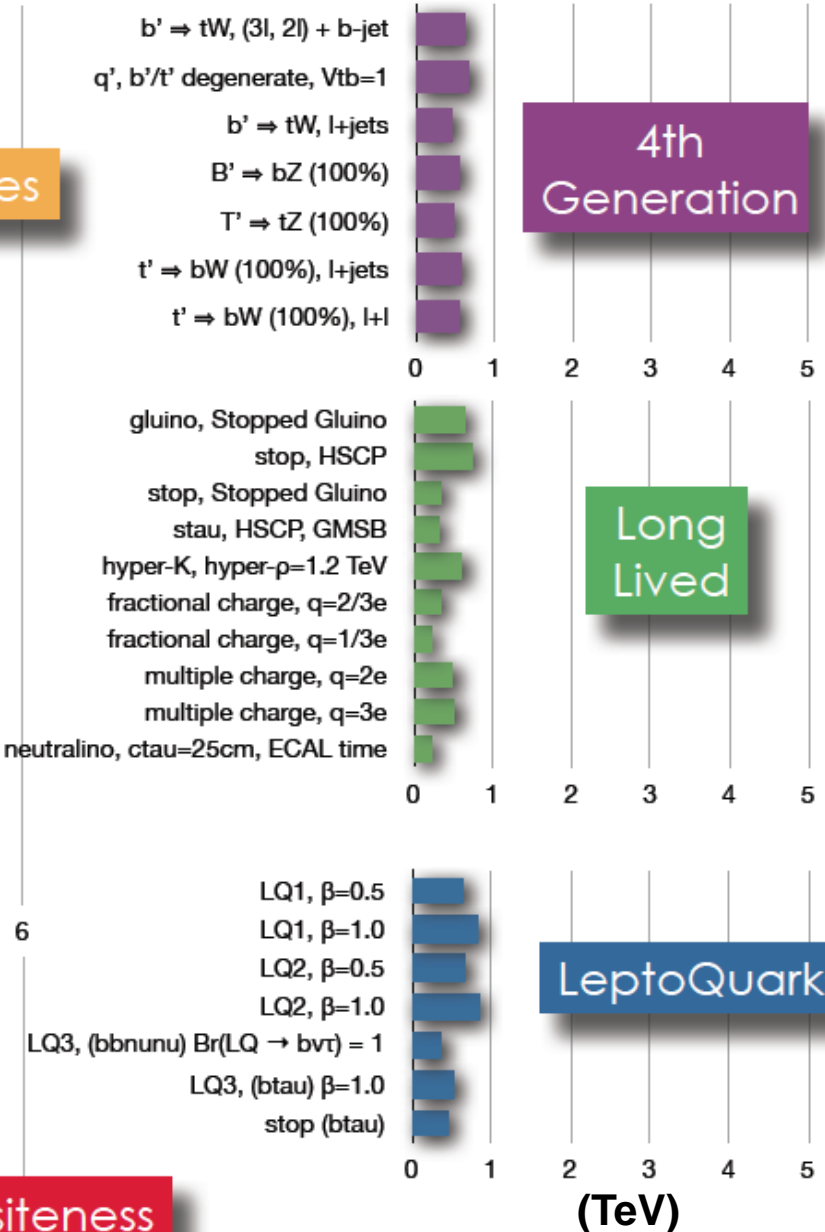 b' ⇒ tW, (3l, 2l) + b-jet
q', b'/t' degenerate, Vtb=1
b' ⇒ tW, l+jets
B' ⇒ bZ (100%)
T' ⇒ tZ (100%)
t' ⇒ bW (100%), l+jets
t' ⇒ bW (100%), l+l
0 1 2 3 4 5
4th
Generation
es
gluino, Stopped Gluino
stop, HSCP
stop, Stopped Gluino
stau, HSCP, GMSB
hyper-K, hyper-ρ=1.2 TeV
fractional charge, q=2/3e
fractional charge, q=1/3e
multiple charge, q=2e
multiple charge, q=3e
neutralino, ctau=25cm, ECAL time
0 1 2 3 4 5
Long
Lived
LQ1, β=0.5
LQ1, β=1.0
LQ2, β=0.5
LQ2, β=1.0
LQ3, (bbnunu) Br(LQ → bντ) = 1
LQ3, (btau) β=1.0
stop (btau)
0 1 2 3 4 5
(TeV)
LeptoQuark
6
siteness